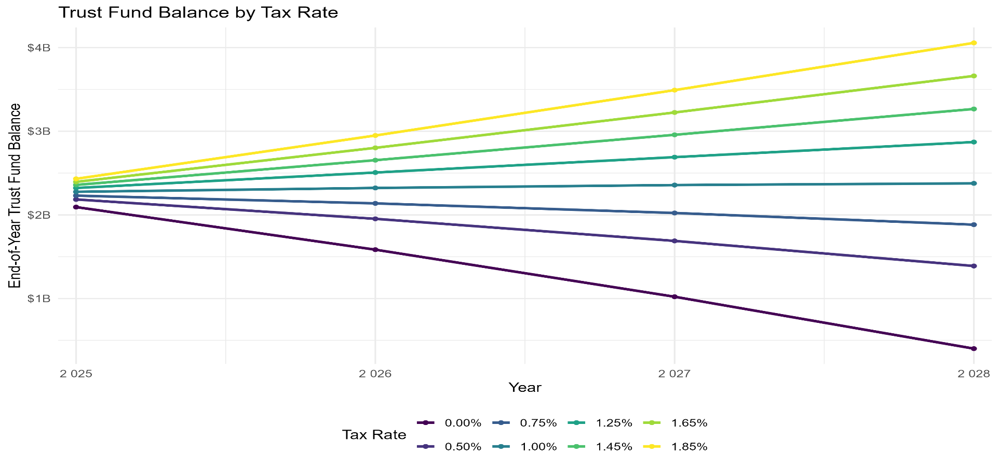 Trust Fund Balance by Tax Rate
End-of-Year Trust Fund Balance
$4B
$3B
$2B
$1B
2 025 2 026 2 027 2 028
Year
Tax Rate
0.00% 0.75% 1.25% 1.65%
0.50% 1.00% 1.45% 1.85%